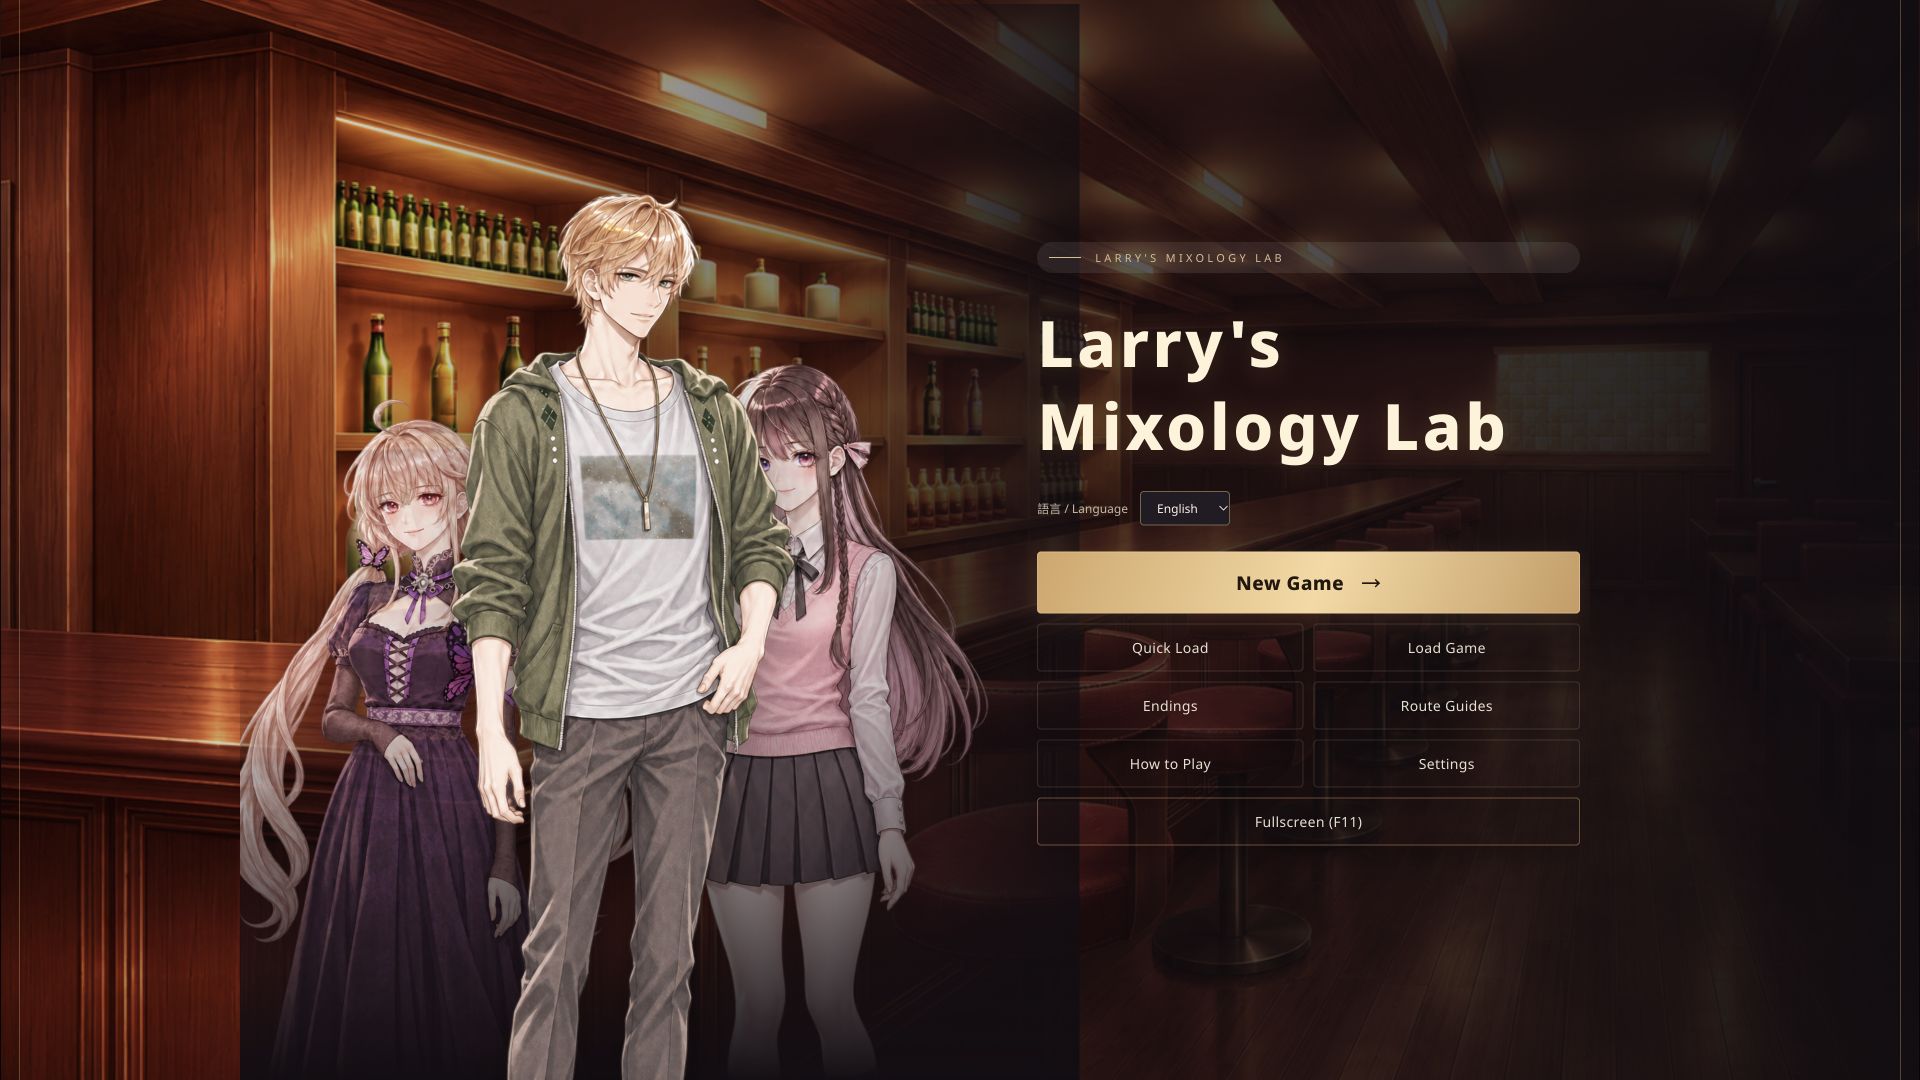 LARRY'S MIXOLOGY LAB
Larry's
Mixology Lab
語言 / Language
English
New Game →
Quick Load
Load Game
Endings
Route Guides
How to Play
Settings
Fullscreen (F11)